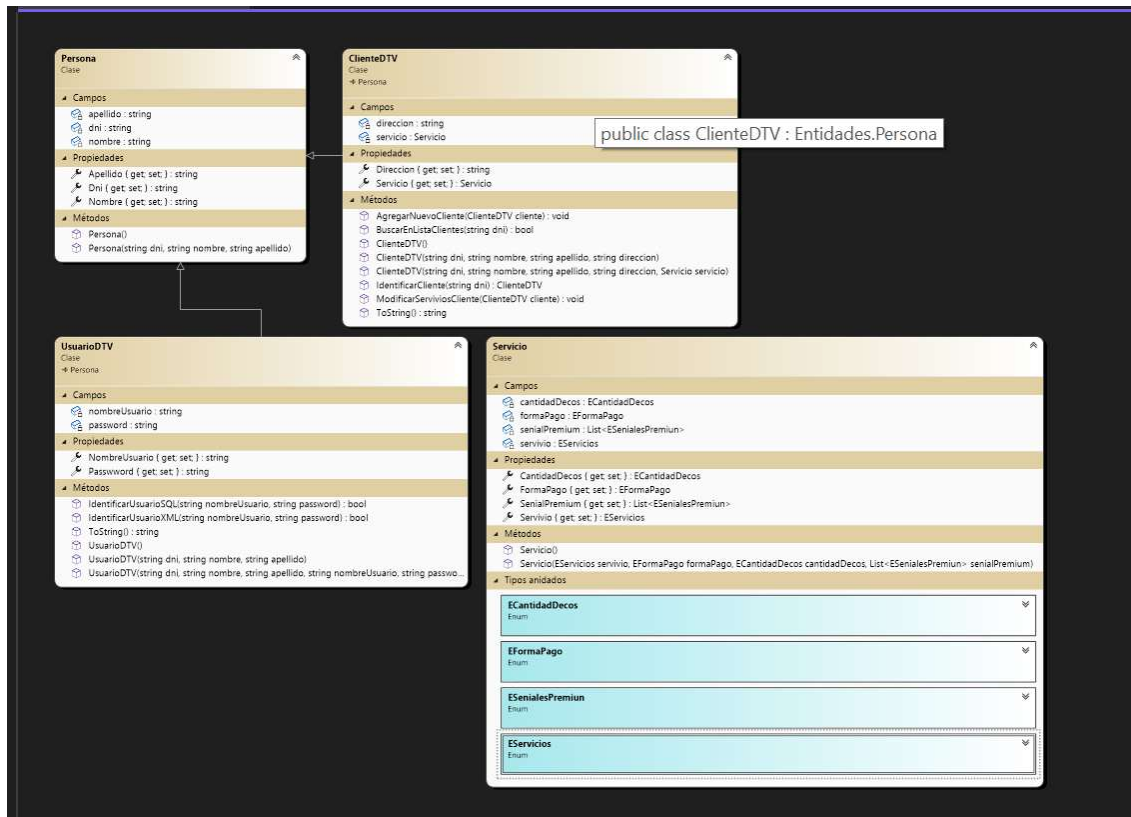 Persona
Clase
Campos
apellido : string
dni : string
nombre : string
Propiedades
Apellido { get; set; } : string
Dni { get; set; } : string
Nombre { get; set; } : string
Métodos
Persona()
Persona(string dni, string nombre, string apellido)
ClienteDTV
Clase
→ Persona
Campos
direccion : string
servicio : Servicio
public class ClienteDTV : Entidades.Persona
Propiedades
Direccion { get; set; } : string
Servicio { get; set; } : Servicio
Métodos
AgregarNuevoCliente(ClienteDTV cliente) : void
BuscarEnListaClientes(string dni) : bool
ClienteDTV()
ClienteDTV(string dni, string nombre, string apellido, string direccion)
ClienteDTV(string dni, string nombre, string apellido, string direccion, Servicio servicio)
IdentificarCliente(string dni) : ClienteDTV
ModificarServiviosCliente(ClienteDTV cliente) : void
ToString() : string
UsuarioDTV
Clase
→ Persona
Campos
nombreUsuario : string
password : string
Propiedades
NombreUsuario { get; set; } : string
Passwword { get; set; } : string
Métodos
IdentificarUsuarioSQL(string nombreUsuario, string password) : bool
IdentificarUsuarioXML(string nombreUsuario, string password) : bool
ToString() : string
UsuarioDTV()
UsuarioDTV(string dni, string nombre, string apellido)
UsuarioDTV(string dni, string nombre, string apellido, string nombreUsuario, string passwo...
Servicio
Clase
Campos
cantidadDecos : ECantidadDecos
formaPago : EFormaPago
senialPremium : List<ESenialesPremiun>
servivio : EServicios
Propiedades
CantidadDecos { get; set; } : ECantidadDecos
FormaPago { get; set; } : EFormaPago
SenialPremium { get; set; } : List<ESenialesPremiun>
Servivio { get; set; } : EServicios
Métodos
Servicio()
Servicio(EServicios servivio, EFormaPago formaPago, ECantidadDecos cantidadDecos, List<ESenialesPremiun> senialPremium)
Tipos anidados
ECantidadDecos
Enum
EFormaPago
Enum
ESenialesPremiun
Enum
EServicios
Enum